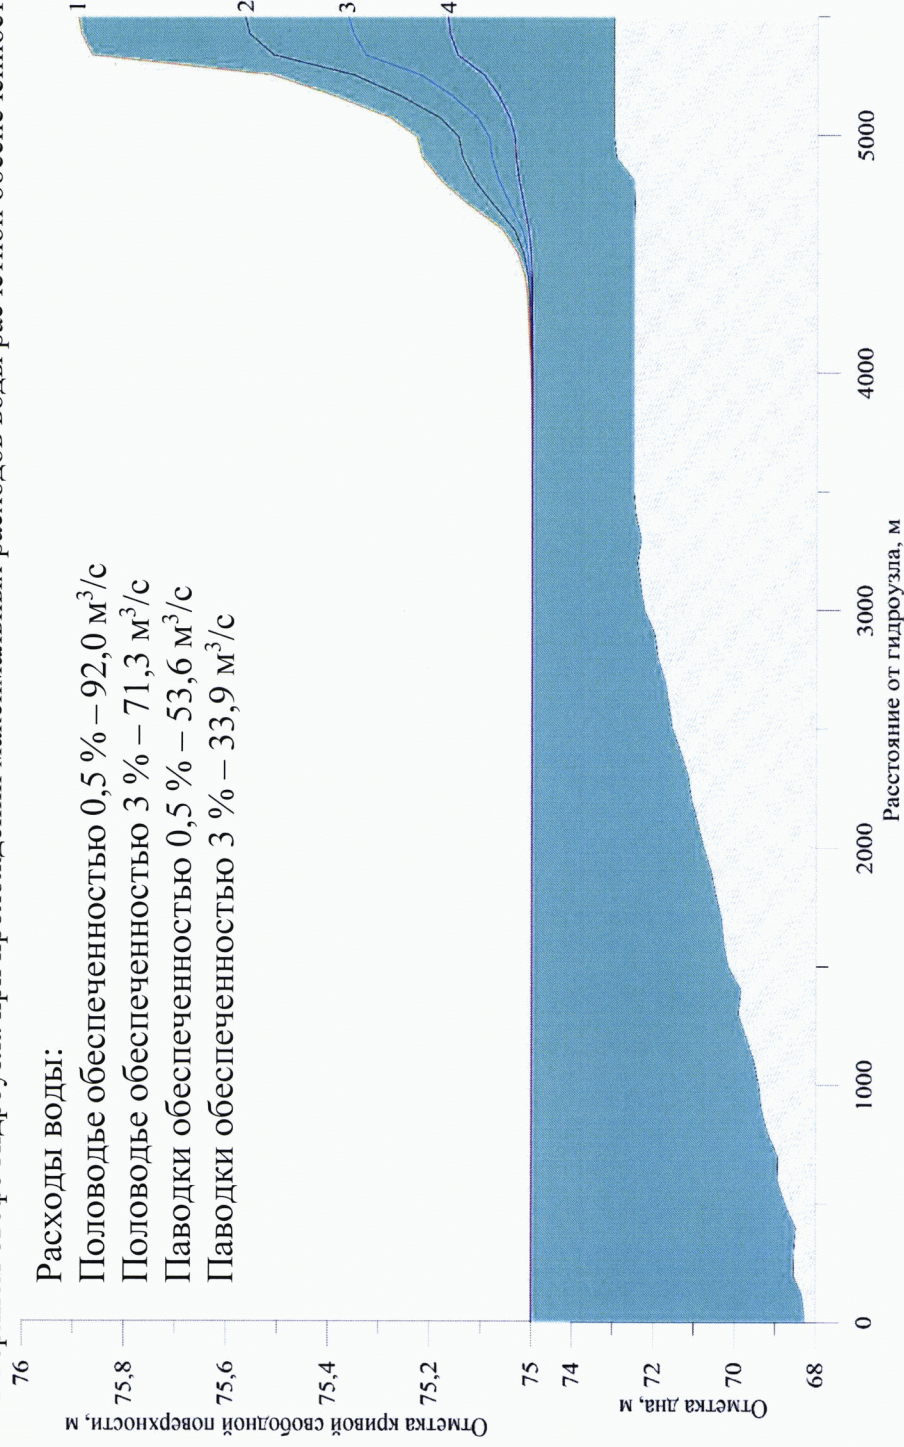 Расходы воды:
Половодье обеспеченностью 0,5 % – 92,0 м³/с
Половодье обеспеченностью 3 % – 71,3 м³/с
Паводки обеспеченностью 0,5 % – 53,6 м³/с
Паводки обеспеченностью 3 % – 33,9 м³/с
1
2
3
4
Отметка кривой свободной поверхности, м
76
75,8
75,6
75,4
75,2
75
Отметка дна, м
74
72
70
68
0
1000
2000
3000
4000
5000
Расстояние от гидроузла, м